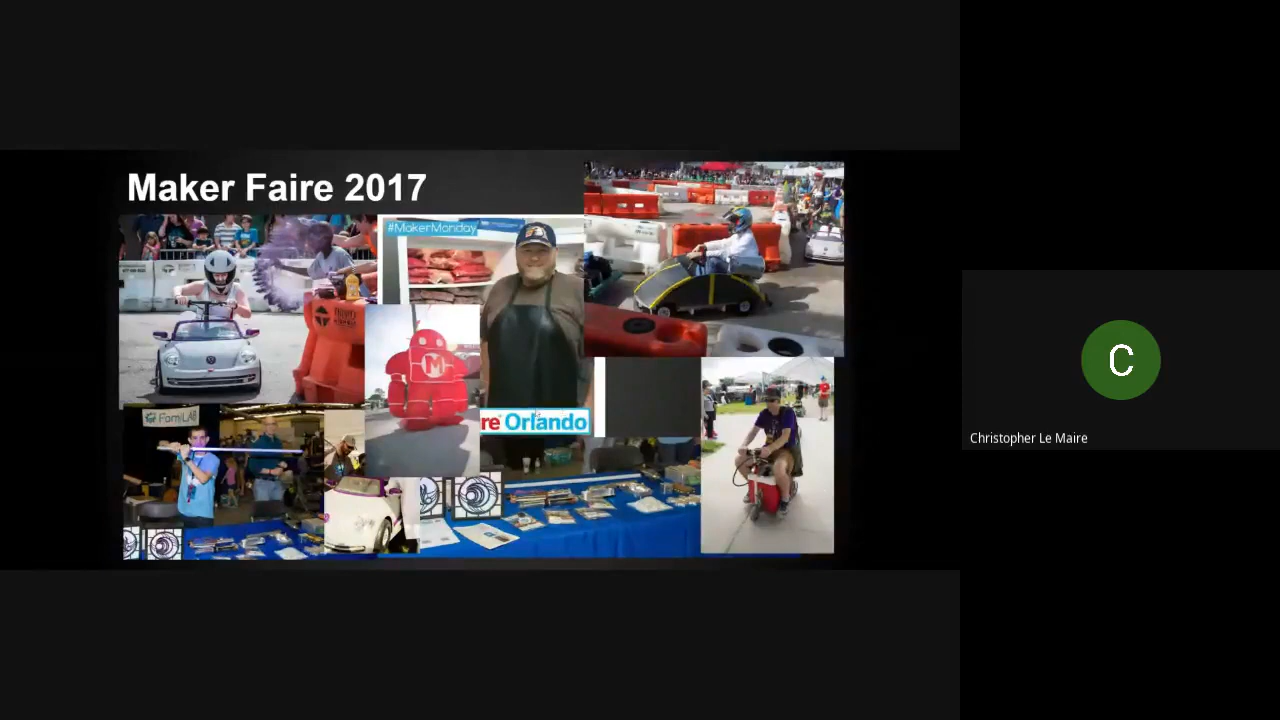 Maker Faire 2017
#MakerMonday
M
FamiLAB
re Orlando
C
Christopher Le Maire